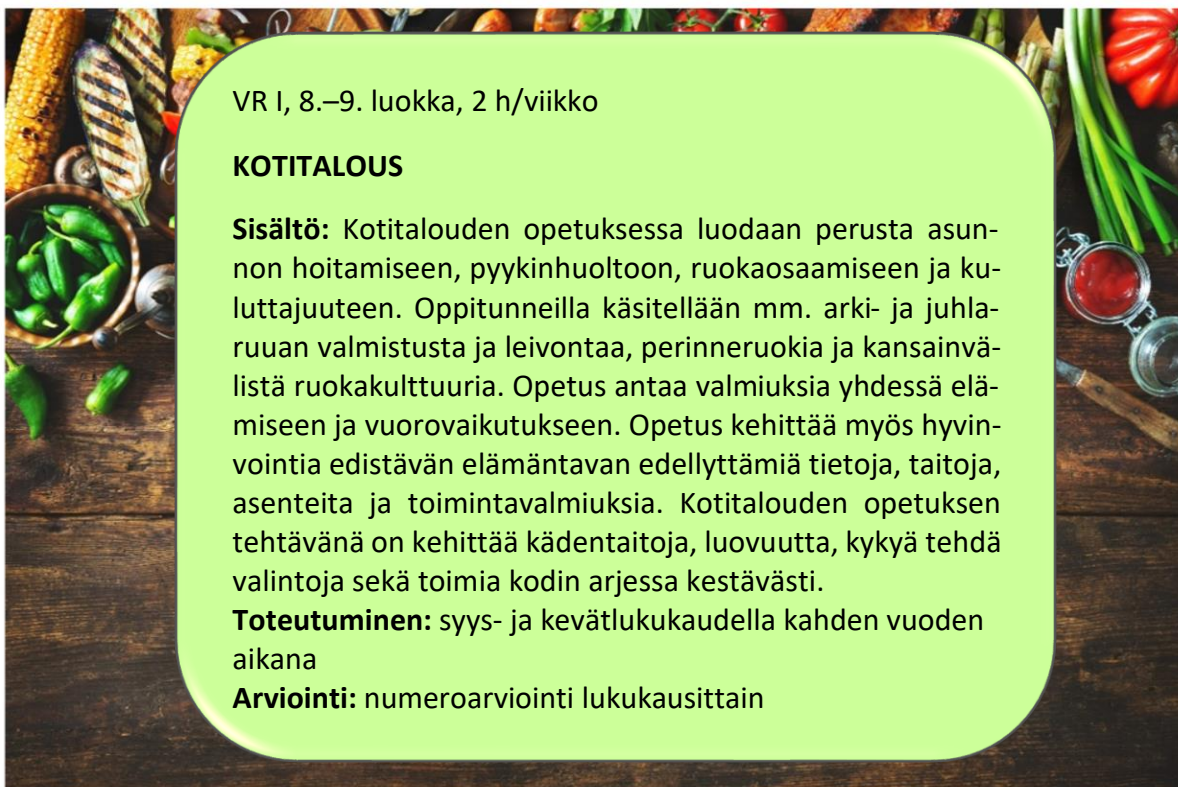 VR I, 8.–9. luokka, 2 h/viikko
KOTITALOUS
Sisältö: Kotitalouden opetuksessa luodaan perusta asun-
non hoitamiseen, pyykinhuoltoon, ruokaosaamiseen ja ku-
luttajuuteen. Oppitunneilla käsitellään mm. arki- ja juhla-
ruuan valmistusta ja leivontaa, perinneruokia ja kansainvä-
listä ruokakulttuuria. Opetus antaa valmiuksia yhdessä elä-
miseen ja vuorovaikutukseen. Opetus kehittää myös hyvin-
vointia edistävän elämäntavan edellyttämiä tietoja, taitoja,
asenteita ja toimintavalmiuksia. Kotitalouden opetuksen
tehtävänä on kehittää kädentaitoja, luovuutta, kykyä tehdä
valintoja sekä toimia kodin arjessa kestävästi.
Toteutuminen: syys- ja kevätlukukaudella kahden vuoden
aikana
Arviointi: numeroarviointi lukukausittain